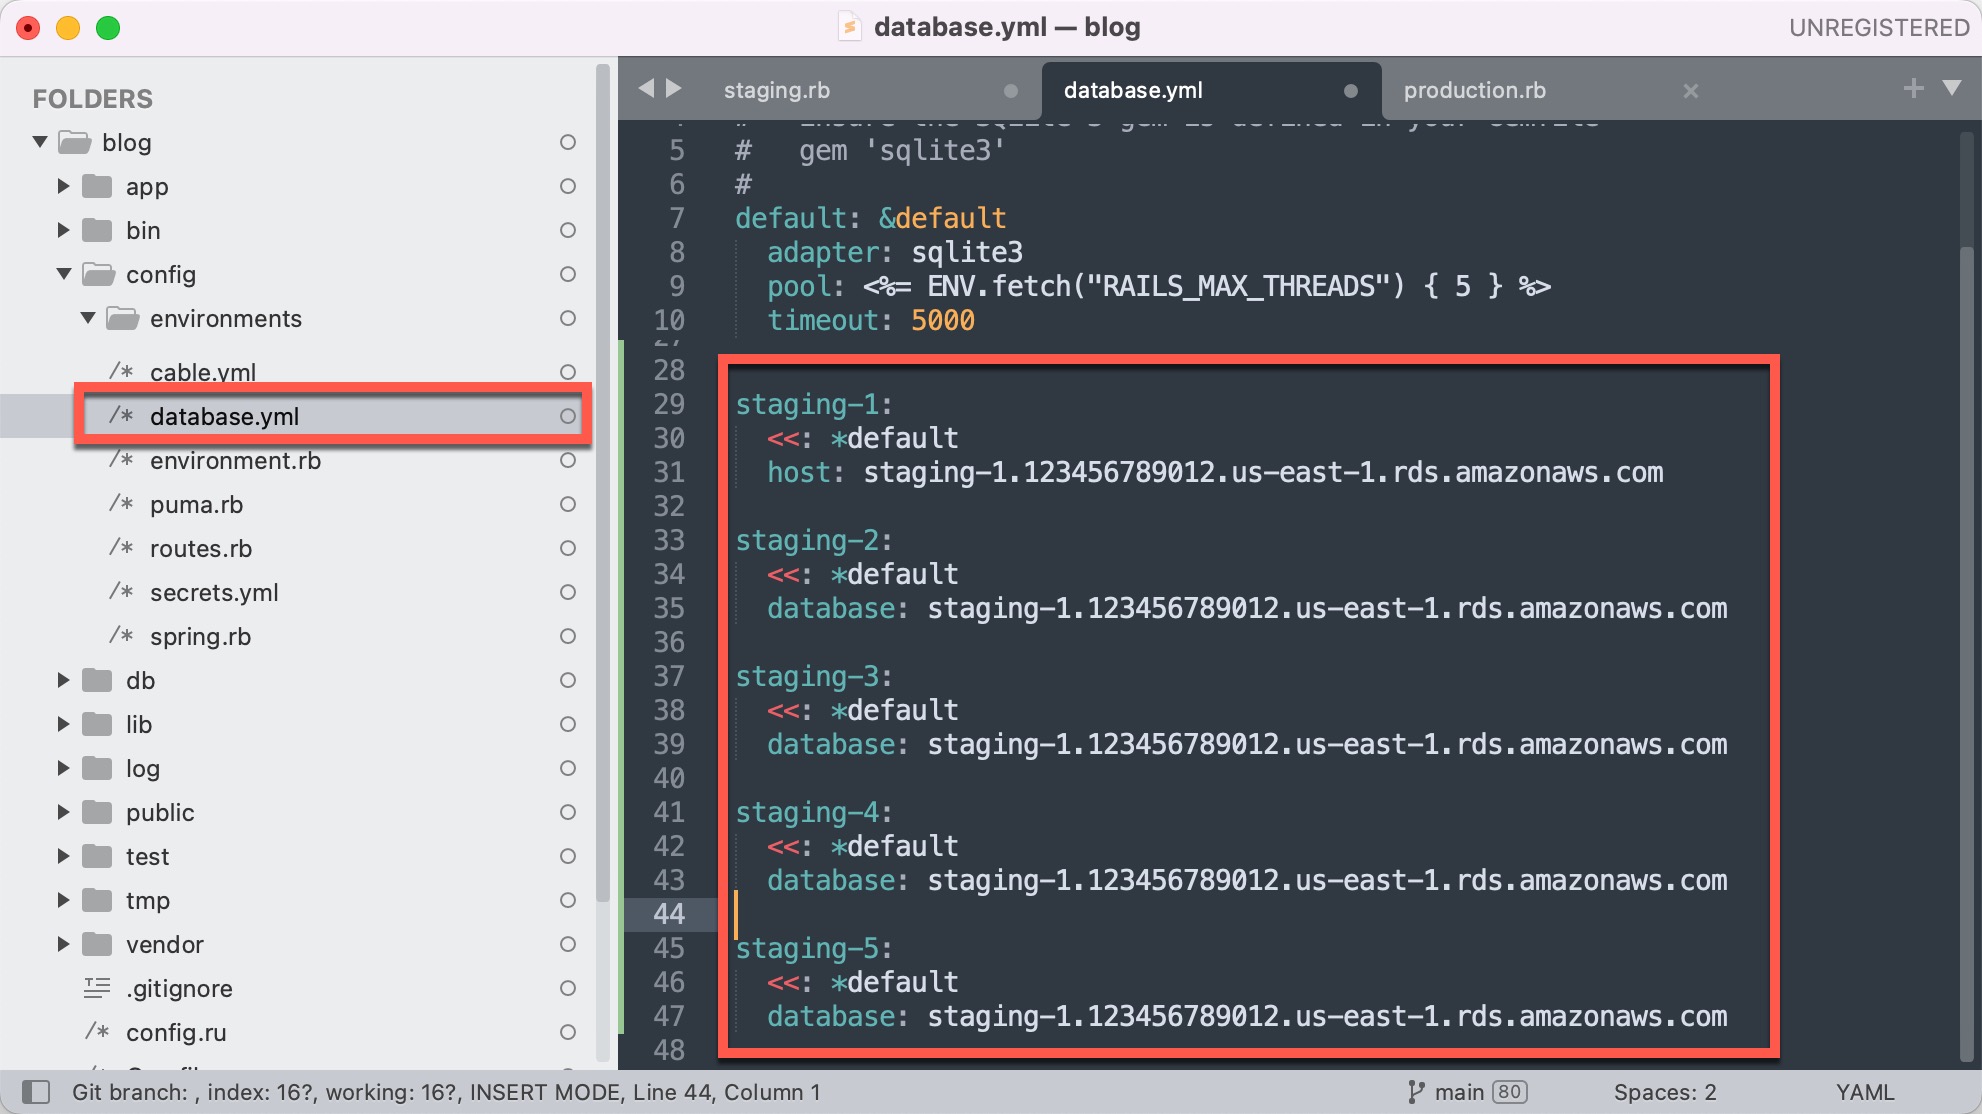 database.yml — blog
UNREGISTERED
FOLDERS
blog
app
bin
config
environments
cable.yml
/* database.yml
/* environment.rb
/* puma.rb
/* routes.rb
/* secrets.yml
/* spring.rb
db
lib
log
public
test
tmp
vendor
.gitignore
/* config.ru
staging.rb
database.yml
production.rb
5 #   gem 'sqlite3'
6 #
7 default: &default
8   adapter: sqlite3
9   pool: <%= ENV.fetch("RAILS_MAX_THREADS") { 5 } %>
10   timeout: 5000
28
29 staging-1:
30   <<: *default
31   host: staging-1.123456789012.us-east-1.rds.amazonaws.com
32
33 staging-2:
34   <<: *default
35   database: staging-1.123456789012.us-east-1.rds.amazonaws.com
36
37 staging-3:
38   <<: *default
39   database: staging-1.123456789012.us-east-1.rds.amazonaws.com
40
41 staging-4:
42   <<: *default
43   database: staging-1.123456789012.us-east-1.rds.amazonaws.com
44
45 staging-5:
46   <<: *default
47   database: staging-1.123456789012.us-east-1.rds.amazonaws.com
48
Git branch: , index: 16?, working: 16?, INSERT MODE, Line 44, Column 1
main 80
Spaces: 2
YAML